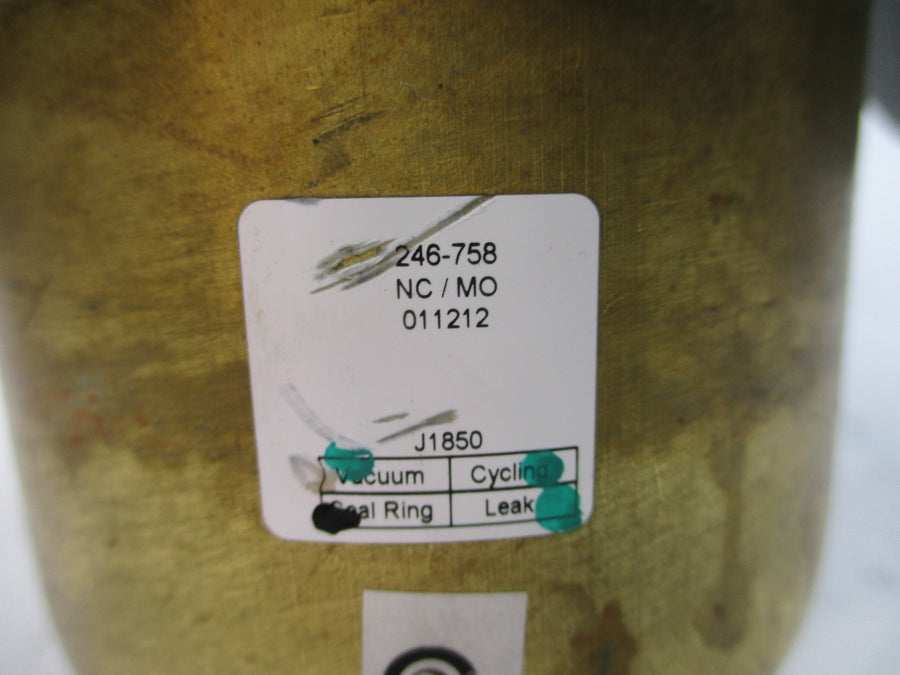 246-758
NC / MO
011212
J1850
Vacuum Cycling
Seal Ring Leak